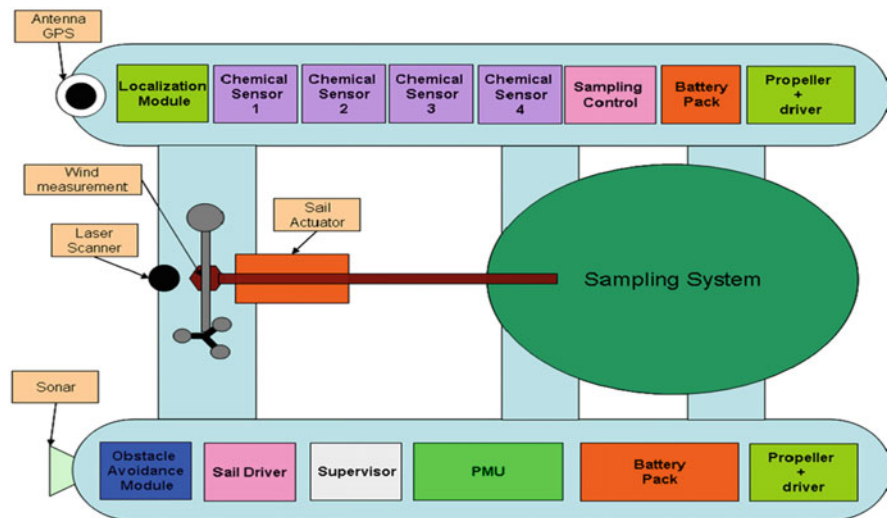 Antenna
GPS
Localization
Module
Chemical
Sensor
1
Chemical
Sensor
2
Chemical
Sensor
3
Chemical
Sensor
4
Sampling
Control
Battery
Pack
Propeller
+
driver
Wind
measurement
Laser
Scanner
Sail
Actuator
Sampling System
Sonar
Obstacle
Avoidance
Module
Sail Driver
Supervisor
PMU
Battery
Pack
Propeller
+
driver